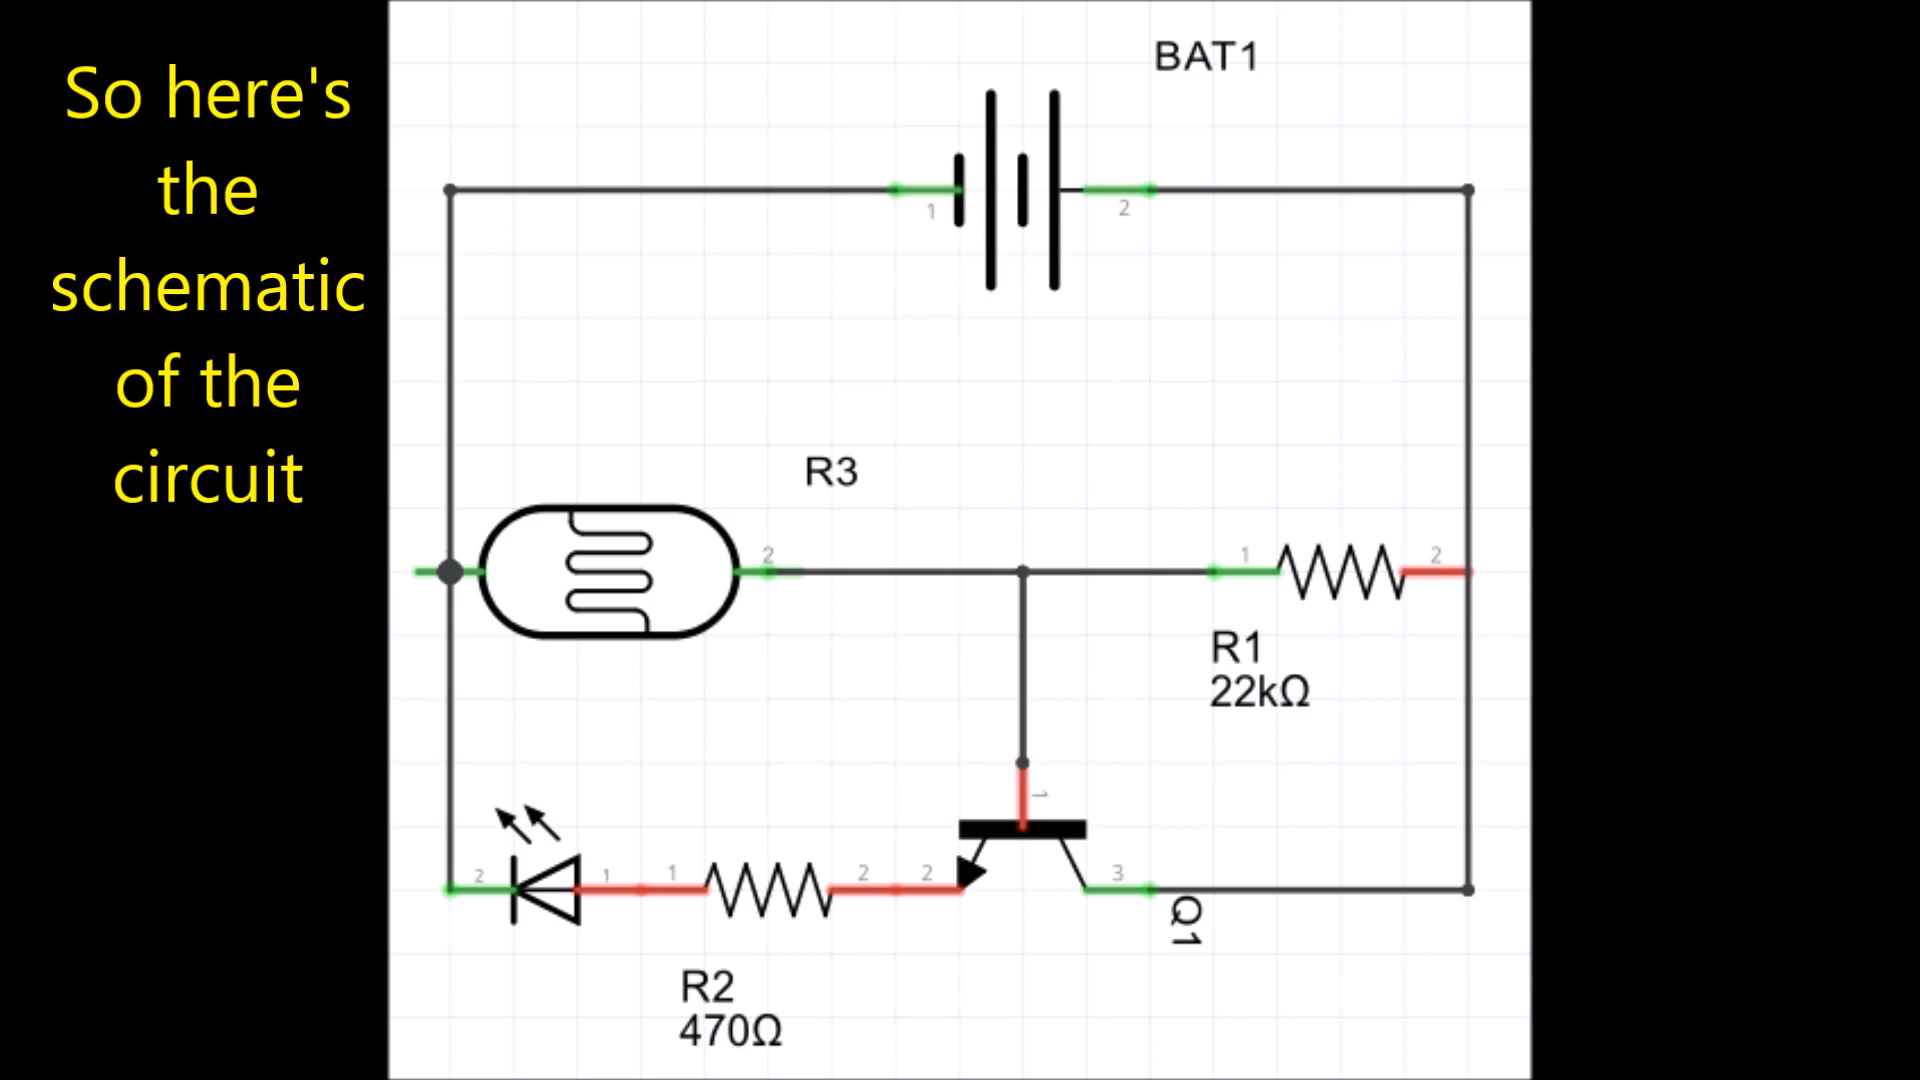 So here's
the
schematic
of the
circuit
BAT1
1
2
R3
2
1
2
R1
22kΩ
1
2
1
1
2
2
3
Q1
R2
470Ω